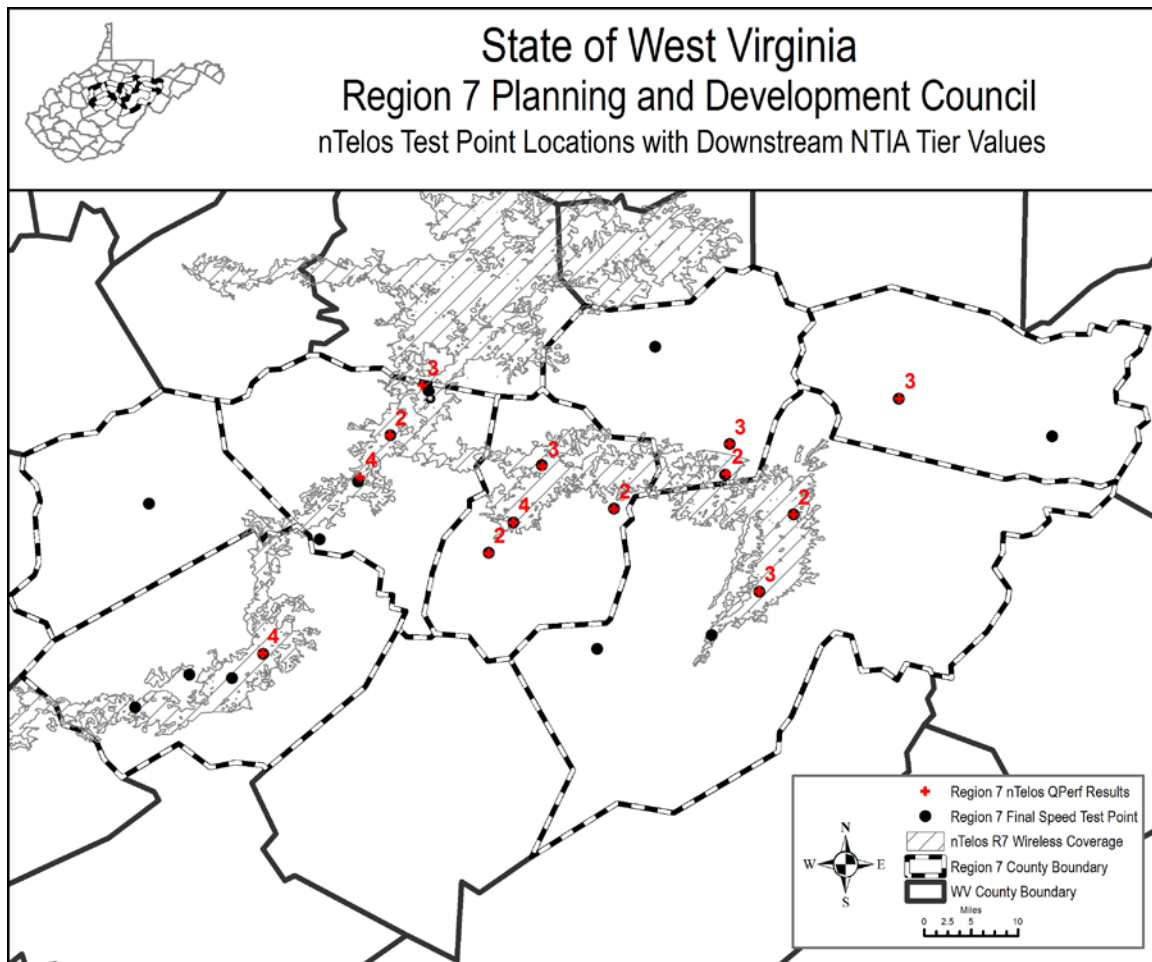 State of West Virginia
Region 7 Planning and Development Council
nTelos Test Point Locations with Downstream NTIA Tier Values
3
3
2
3
3
2
4
2
2
4
2
2
3
4
Region 7 nTelos QPerf Results
Region 7 Final Speed Test Point
nTelos R7 Wireless Coverage
Region 7 County Boundary
WV County Boundary
N
W E
S
Miles
0 2.5 5 10